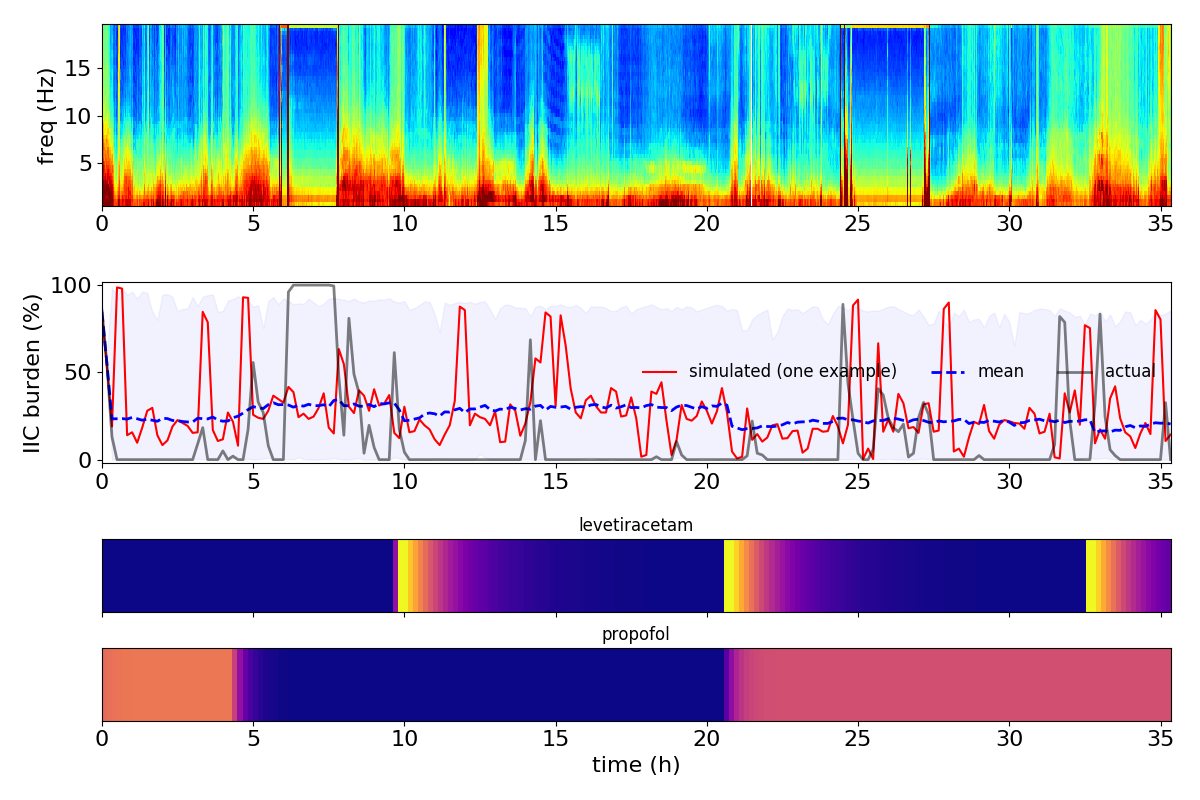 freq (Hz)
15
10
5
0 5 10 15 20 25 30 35
IIC burden (%)
100
50
0
simulated (one example) mean actual
0 5 10 15 20 25 30 35
levetiracetam
propofol
0 5 10 15 20 25 30 35
time (h)